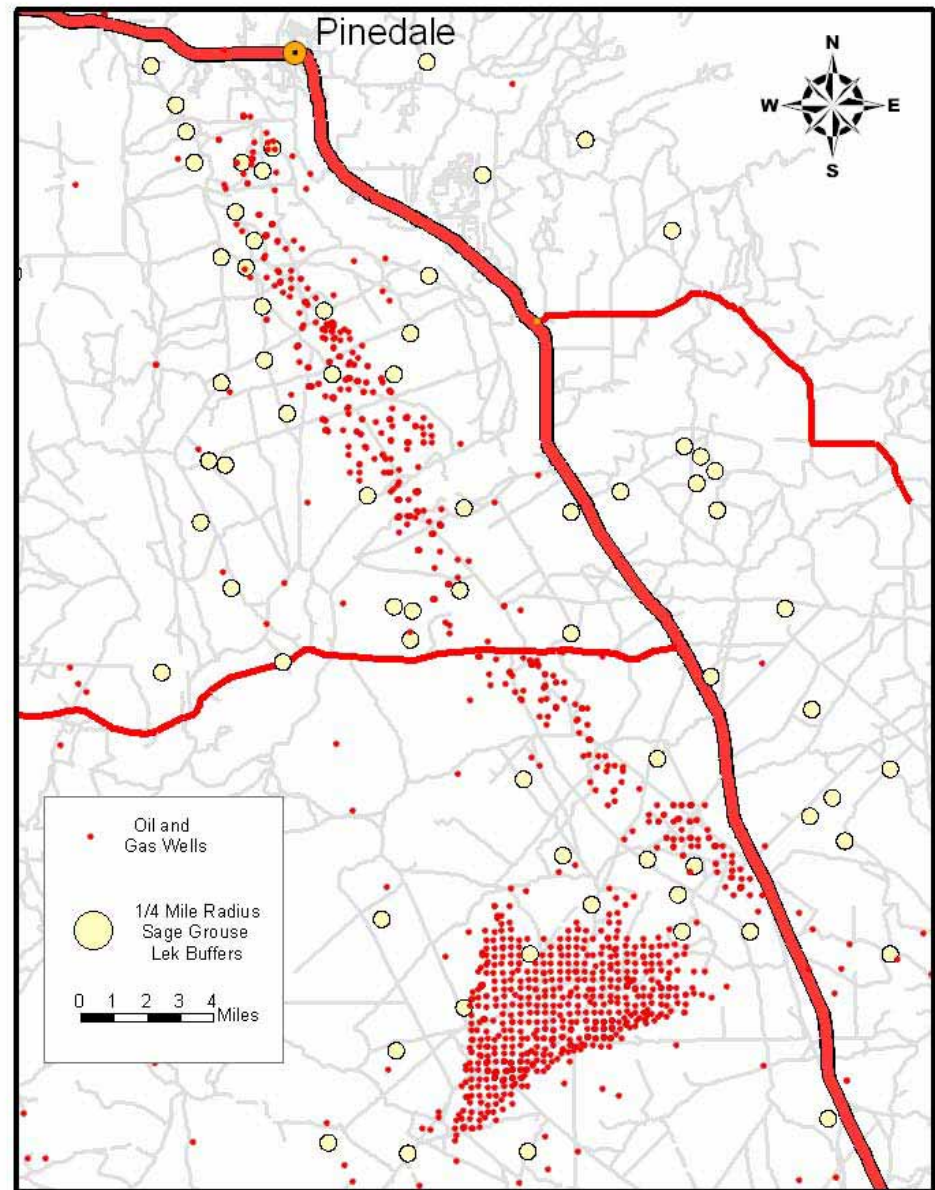 Pinedale
N
W E
S
Oil and
Gas Wells
1/4 Mile Radius
Sage Grouse
Lek Buffers
0 1 2 3 4
Miles